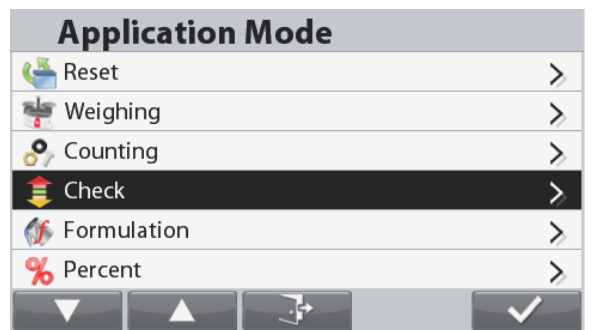 Application Mode
Reset
Weighing
Counting
Check
Formulation
Percent